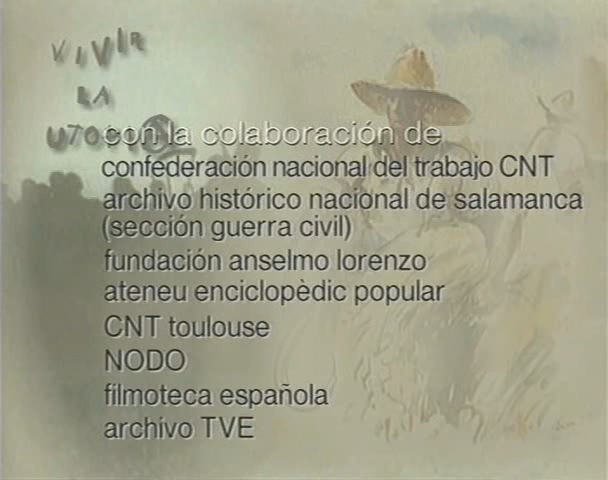 VIVIR
LA
UTO
con la colaboración de
confederación nacional del trabajo CNT
archivo histórico nacional de salamanca
(sección guerra civil)
fundación anselmo lorenzo
ateneu enciclopèdic popular
CNT toulouse
NODO
filmoteca española
archivo TVE